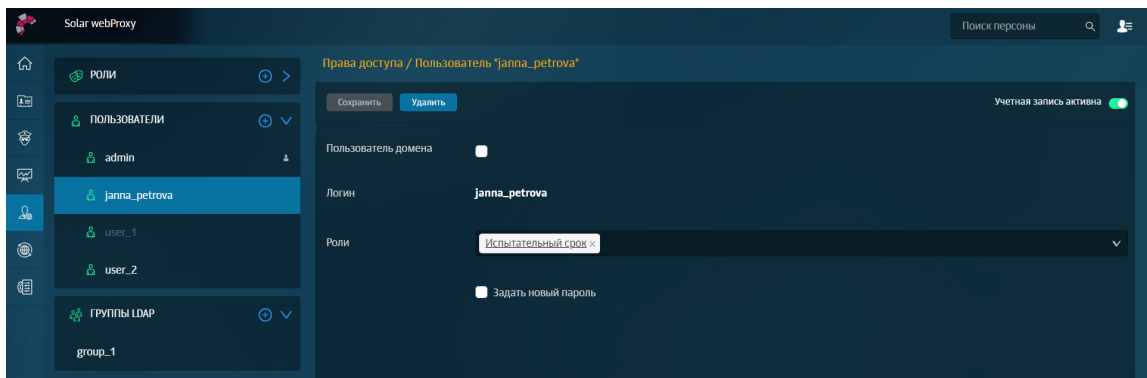 Solar webProxy
Поиск персоны
РОЛИ
ПОЛЬЗОВАТЕЛИ
admin
janna_petrova
user_1
user_2
ГРУППЫ LDAP
group_1
Права доступа / Пользователь "janna_petrova"
Сохранить Удалить Учетная запись активна
Пользователь домена
Логин janna_petrova
Роли Испытательный срок ×
Задать новый пароль